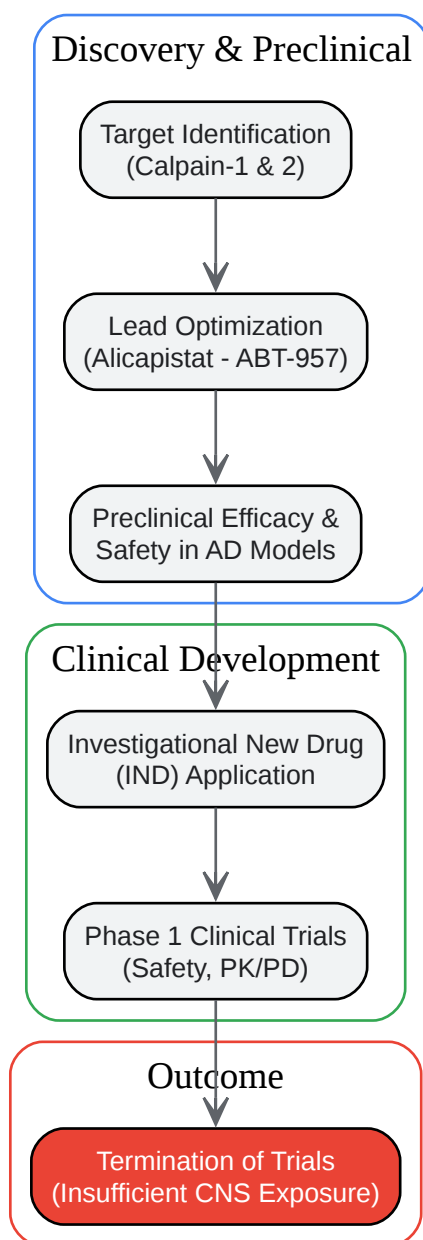 Discovery & Preclinical
Target Identification
(Calpain-1 & 2)
Lead Optimization
(Alicapistat - ABT-957)
Preclinical Efficacy &
Safety in AD Models
Clinical Development
Investigational New Drug
(IND) Application
Phase 1 Clinical Trials
(Safety, PK/PD)
Outcome
Termination of Trials
(Insufficient CNS Exposure)